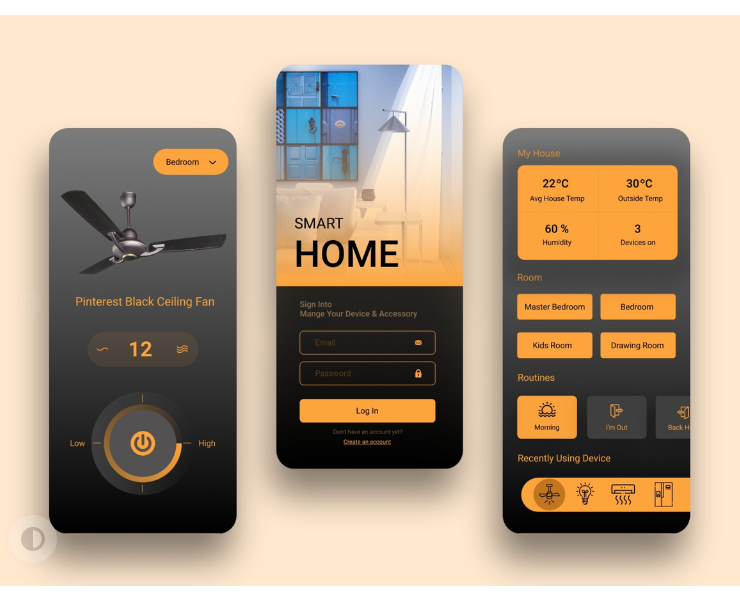 Bedroom
Pinterest Black Ceiling Fan
12
Low
High
SMART
HOME
Sign Into
Mange Your Device & Accessory
Email
Password
Log In
Don't have an account yet?
Create an account
My House
22°C
30°C
Avg House Temp
Outside Temp
60 %
3
Humidity
Devices on
Room
Master Bedroom
Bedroom
Kids Room
Drawing Room
Routines
Morning
I'm Out
Back H
Recently Using Device